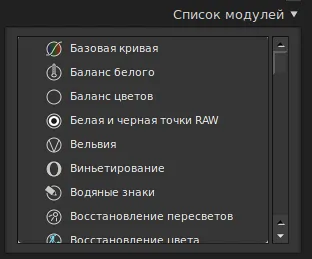 Список модулей ▼
Базовая кривая
Баланс белого
Баланс цветов
Белая и черная точки RAW
Вельвия
Виньетирование
Водяные знаки
Восстановление пересветов
Восстановление цвета